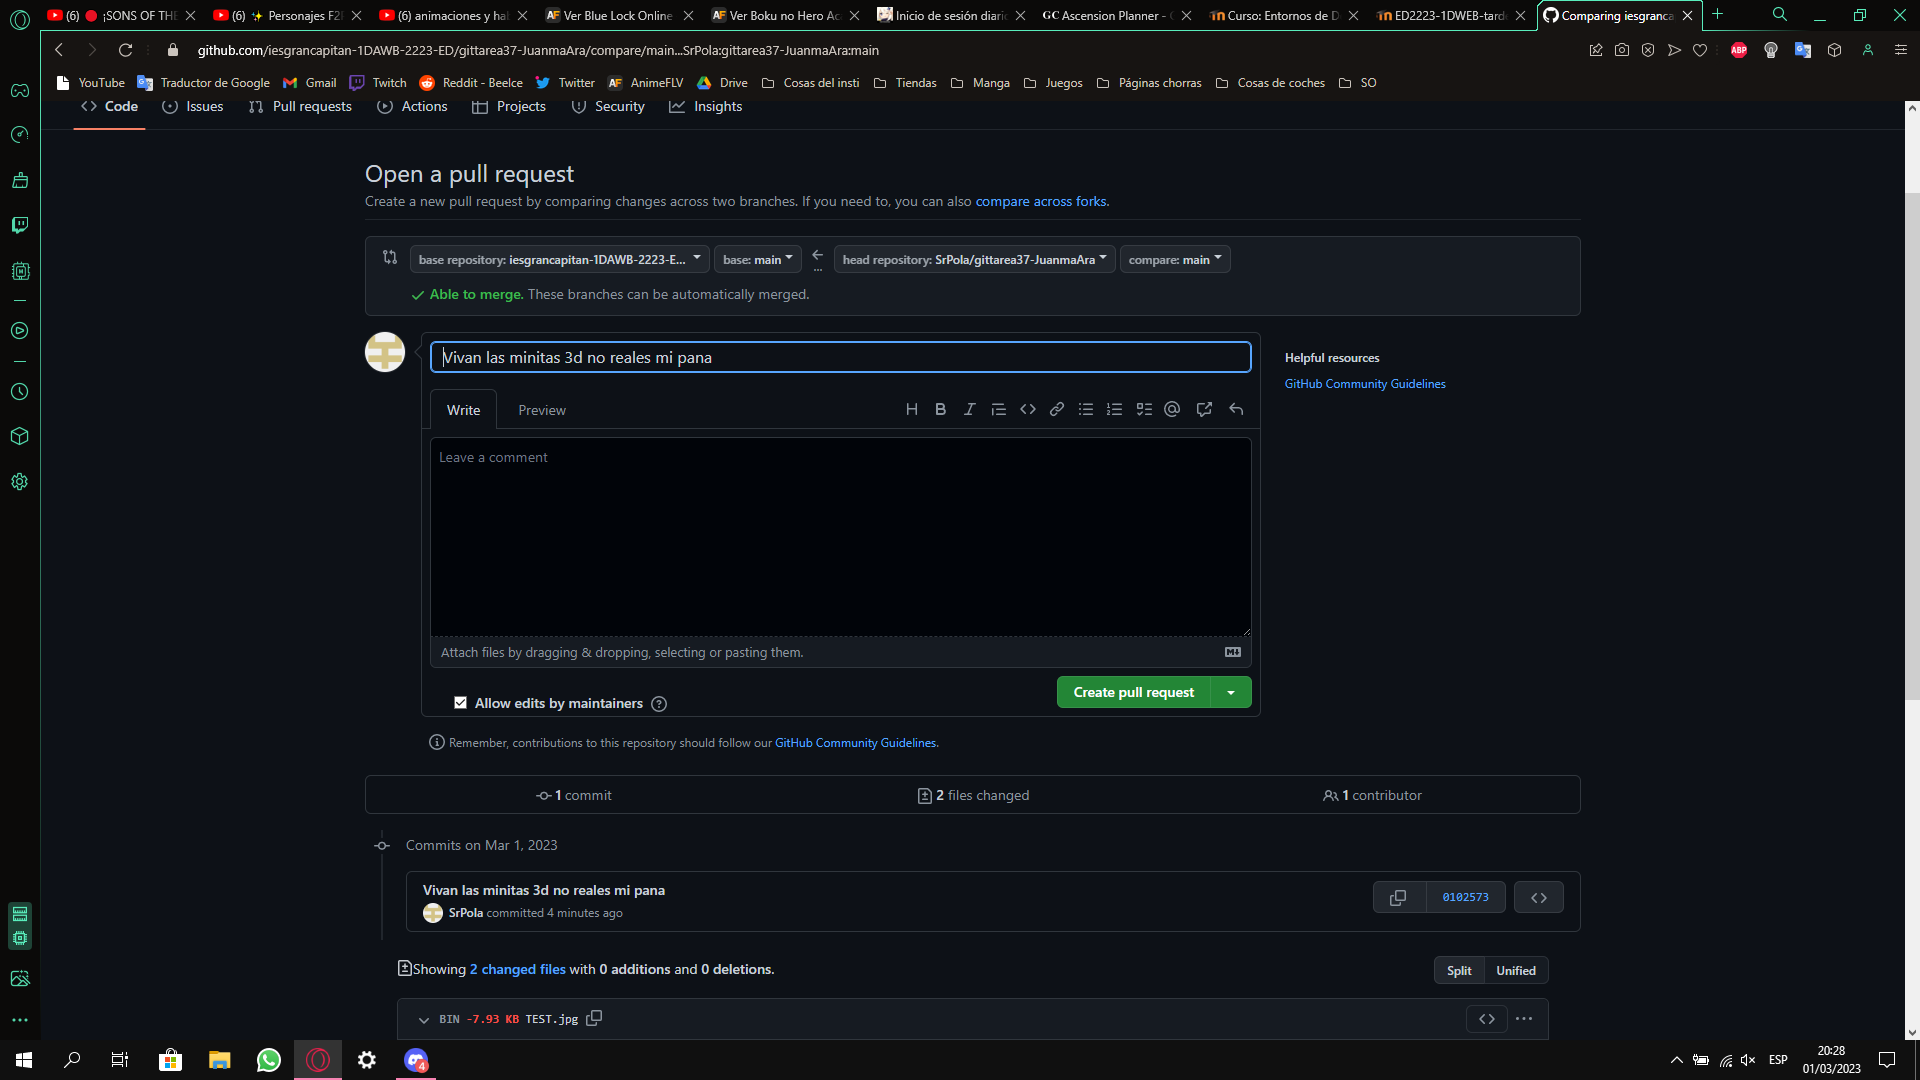 (6) 🔴 ¡SONS OF THE
(6) ✨ Personajes F2P
(6) animaciones y hab
Ver Blue Lock Online
Ver Boku no Hero Aca
Inicio de sesión diario
GC Ascension Planner - G
Curso: Entornos de D
ED2223-1DWEB-tarde
Comparing iesgrancap
github.com/iesgrancapitan-1DAWB-2223-ED/gittarea37-JuanmaAra/compare/main...SrPola:gittarea37-JuanmaAra:main
ABP
YouTube
Traductor de Google
Gmail
Twitch
Reddit - Beelce
Twitter
AF AnimeFLV
Drive
Cosas del insti
Tiendas
Manga
Juegos
Páginas chorras
Cosas de coches
SO
Code
Issues
Pull requests
Actions
Projects
Security
Insights
Open a pull request
Create a new pull request by comparing changes across two branches. If you need to, you can also compare across forks.
base repository: iesgrancapitan-1DAWB-2223-E...
base: main
...
head repository: SrPola/gittarea37-JuanmaAra
compare: main
Able to merge. These branches can be automatically merged.
Vivan las minitas 3d no reales mi pana
Helpful resources
GitHub Community Guidelines
Write
Preview
Leave a comment
Attach files by dragging & dropping, selecting or pasting them.
Allow edits by maintainers
Create pull request
Remember, contributions to this repository should follow our GitHub Community Guidelines.
1 commit
2 files changed
1 contributor
Commits on Mar 1, 2023
Vivan las minitas 3d no reales mi pana
SrPola committed 4 minutes ago
0102573
Showing 2 changed files with 0 additions and 0 deletions.
Split
Unified
BIN -7.93 KB TEST.jpg
4
ESP
20:28
01/03/2023